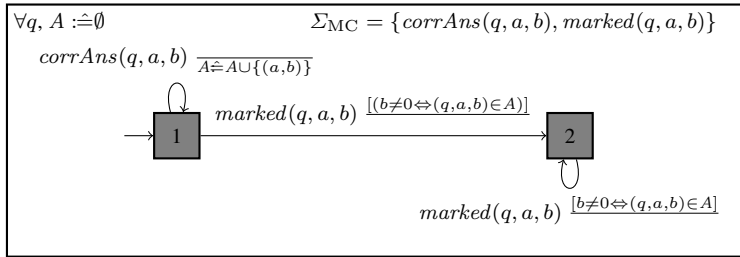 ∀q, A :≙ ∅ Σ_MC = {corrAns(q, a, b), marked(q, a, b)}
corrAns(q, a, b) A≙A∪{(a,b)}
marked(q, a, b) [(b≠0⇔(q,a,b)∈A)]
1 2
marked(q, a, b) [b≠0⇔(q,a,b)∈A]